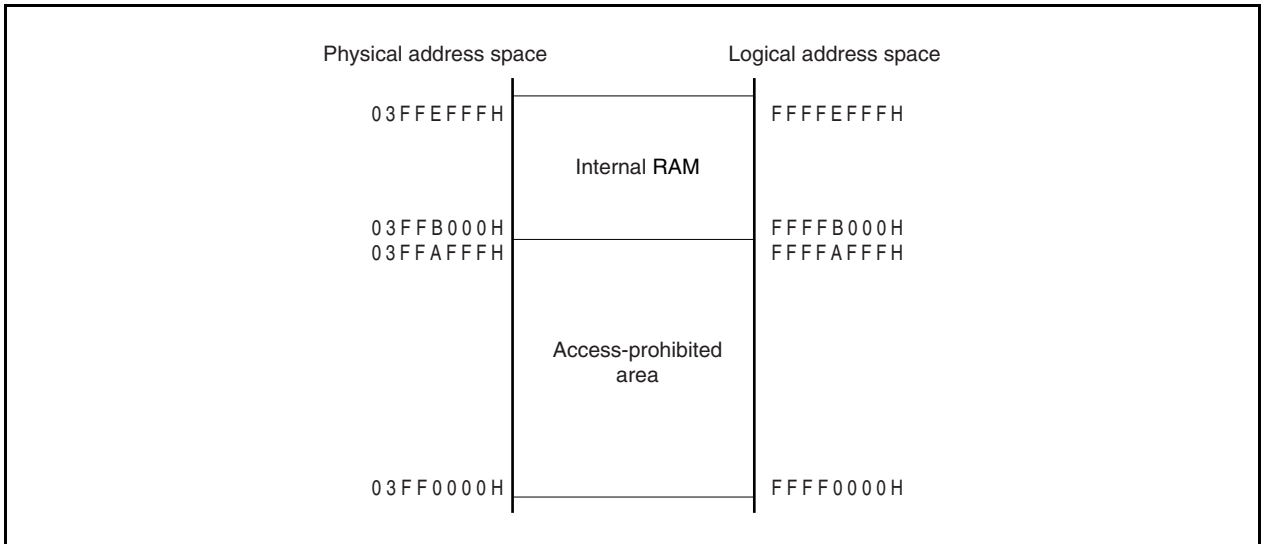 Physical address space Logical address space
03FFEFFFH FFFFEFFFH
Internal RAM
03FFB000H FFFFB000H
03FFAFFFH FFFFAFFFH
Access-prohibited
area
03FF0000H FFFF0000H